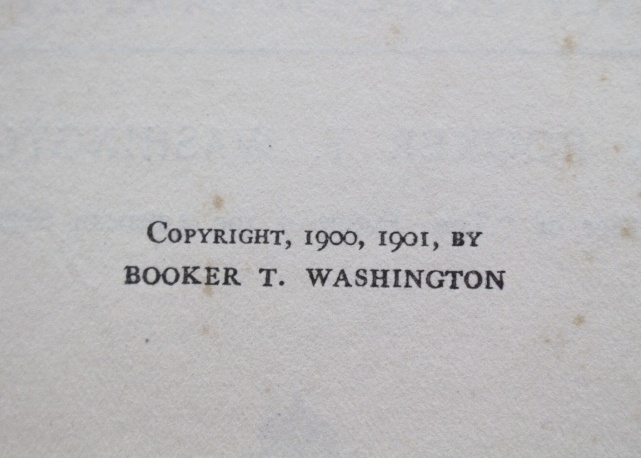 Copyright, 1900, 1901, by
BOOKER T. WASHINGTON